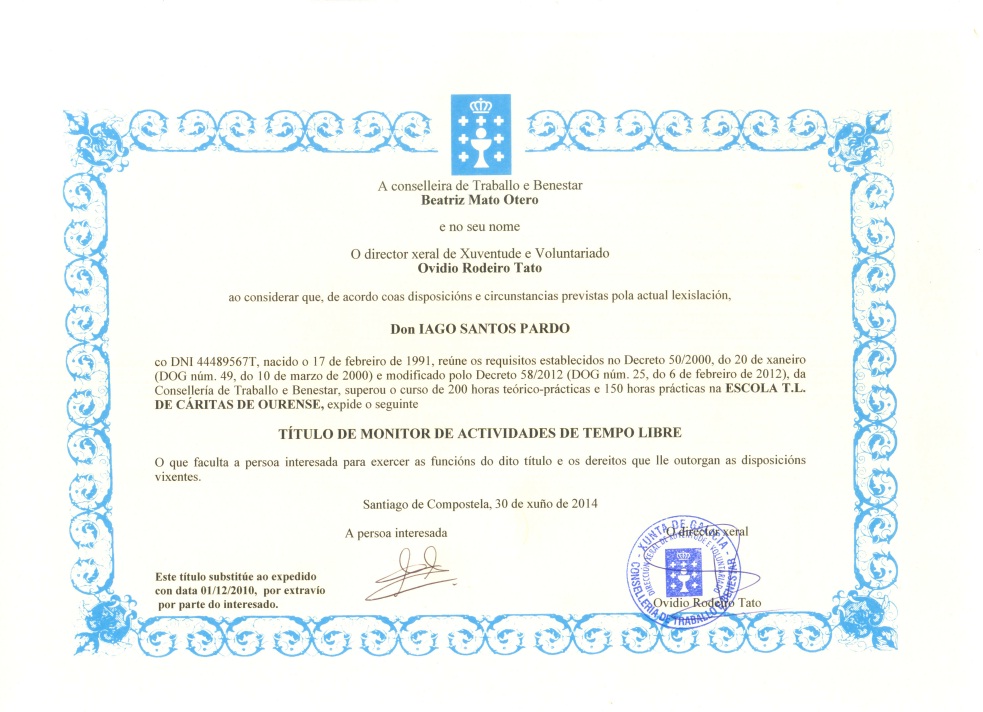 A conselleira de Traballo e Benestar
Beatriz Mato Otero
e no seu nome
O director xeral de Xuventude e Voluntariado
Ovidio Rodeiro Tato
ao considerar que, de acordo coas disposicións e circunstancias previstas pola actual lexislación,
Don IAGO SANTOS PARDO
co DNI 44489567T, nacido o 17 de febreiro de 1991, reúne os requisitos establecidos no Decreto 50/2000, do 20 de xaneiro
(DOG núm. 49, do 10 de marzo de 2000) e modificado polo Decreto 58/2012 (DOG núm. 25, do 6 de febreiro de 2012), da
Consellería de Traballo e Benestar, superou o curso de 200 horas teórico-prácticas e 150 horas prácticas na ESCOLA T.L.
DE CÁRITAS DE OURENSE, expide o seguinte
TÍTULO DE MONITOR DE ACTIVIDADES DE TEMPO LIBRE
O que faculta a persoa interesada para exercer as funcións do dito título e os dereitos que lle outorgan as disposicións
vixentes.
Santiago de Compostela, 30 de xuño de 2014
A persoa interesada
O director xeral
XUNTA DE GALICIA
CONSELLERIA DE TRABALLO E BENESTAR
DIRECCION XERAL DE XUVENTUDE E VOLUNTARIADO
Este título substitúe ao expedido
con data 01/12/2010, por extravío
por parte do interesado.
Ovidio Rodeiro Tato